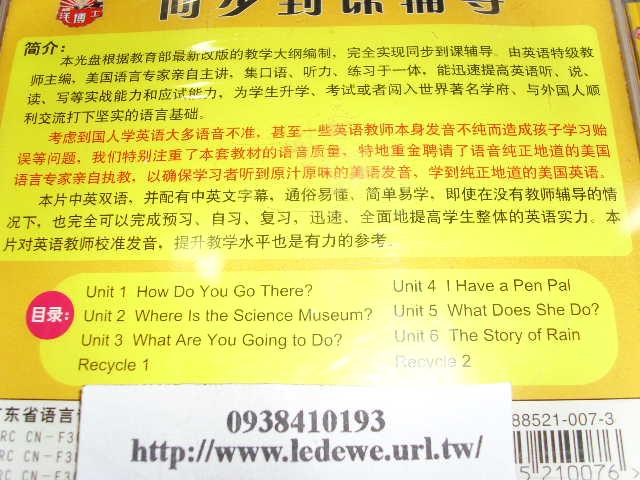 沃博士
同步到课辅导
简介：
本光盘根据教育部最新改版的教学大纲编制，完全实现同步到课辅导。由英语特级教
师主编，美国语言专家亲自主讲，集口语、听力、练习于一体，能迅速提高英语听、说、
读、写等实战能力和应试能力，为学生升学、考试或者闯入世界著名学府、与外国人顺
利交流打下坚实的语言基础。
考虑到国人学英语大多语音不准，甚至一些英语教师本身发音不纯而造成孩子学习贻
误等问题，我们特别注重了本套教材的语音质量，特地重金聘请了语音纯正地道的美国
语言专家亲自执教，以确保学习者听到原汁原味的美语发音，学到纯正地道的美国英语。
本片中英双语，并配有中英文字幕，通俗易懂、简单易学，即使在没有教师辅导的情
况下，也完全可以完成预习、自习、复习，迅速、全面地提高学生整体的英语实力。本
片对英语教师校准发音，提升教学水平也是有力的参考。
目录：
Unit 1 How Do You Go There?
Unit 2 Where Is the Science Museum?
Unit 3 What Are You Going to Do?
Recycle 1
Unit 4 I Have a Pen Pal
Unit 5 What Does She Do?
Unit 6 The Story of Rain
Recycle 2
广东省语言
RC CN-F3
RC CN-F3
RC CN-F3
0938410193
http://www.ledewe.url.tw/
88521-007-3
5 210076